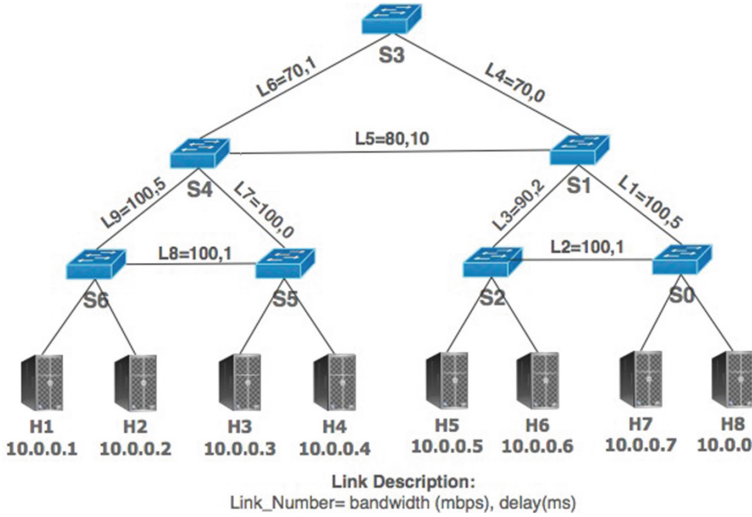 S3
L6=70,1
L4=70,0
L5=80,10
S4
S1
L9=100,5
L7=100,0
L3=90,2
L1=100,5
L8=100,1
L2=100,1
S6
S5
S2
S0
H1
H2
H3
H4
H5
H6
H7
H8
10.0.0.1
10.0.0.2
10.0.0.3
10.0.0.4
10.0.0.5
10.0.0.6
10.0.0.7
10.0.0
Link Description:
Link_Number= bandwidth (mbps), delay(ms)